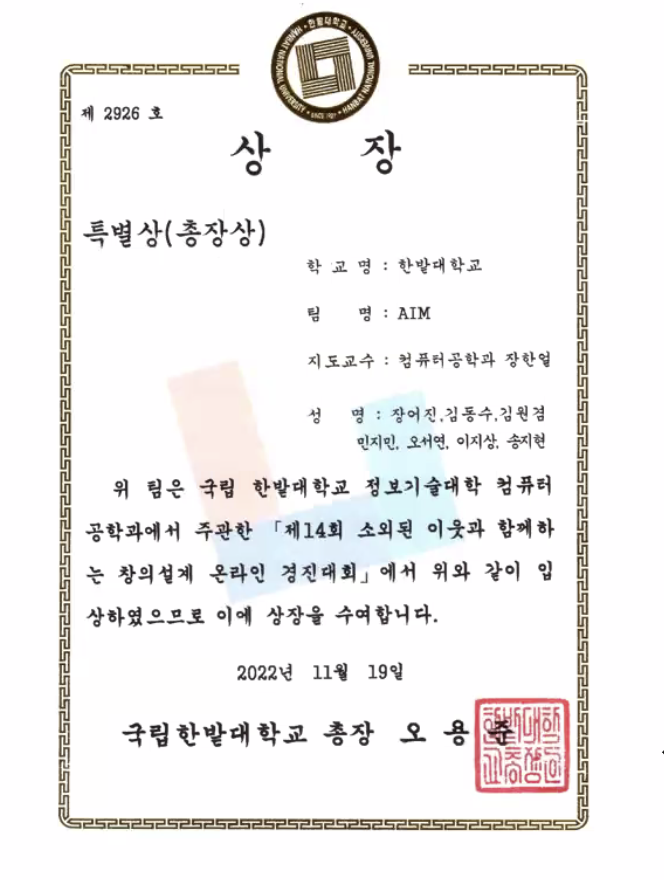 한밭대학교 · HANBAT NATIONAL UNIVERSITY · SINCE 1927 · HANBAT NATIONAL UNIVERSITY
제 2926 호
상 장
특별상(총장상)
학 교 명 : 한밭대학교
팀 명 : AIM
지도교수 : 컴퓨터공학과 장한얼
성 명 : 장어진,김동수,김원겸
민지민, 오서연, 이지상, 송지현
위 팀은 국립 한밭대학교 정보기술대학 컴퓨터
공학과에서 주관한 「제14회 소외된 이웃과 함께하
는 창의설계 온라인 경진대회」에서 위와 같이 입
상하였으므로 이에 상장을 수여합니다.
2022년 11월 19일
국립한밭대학교 총장 오 용 준
한밭대학
교총장인